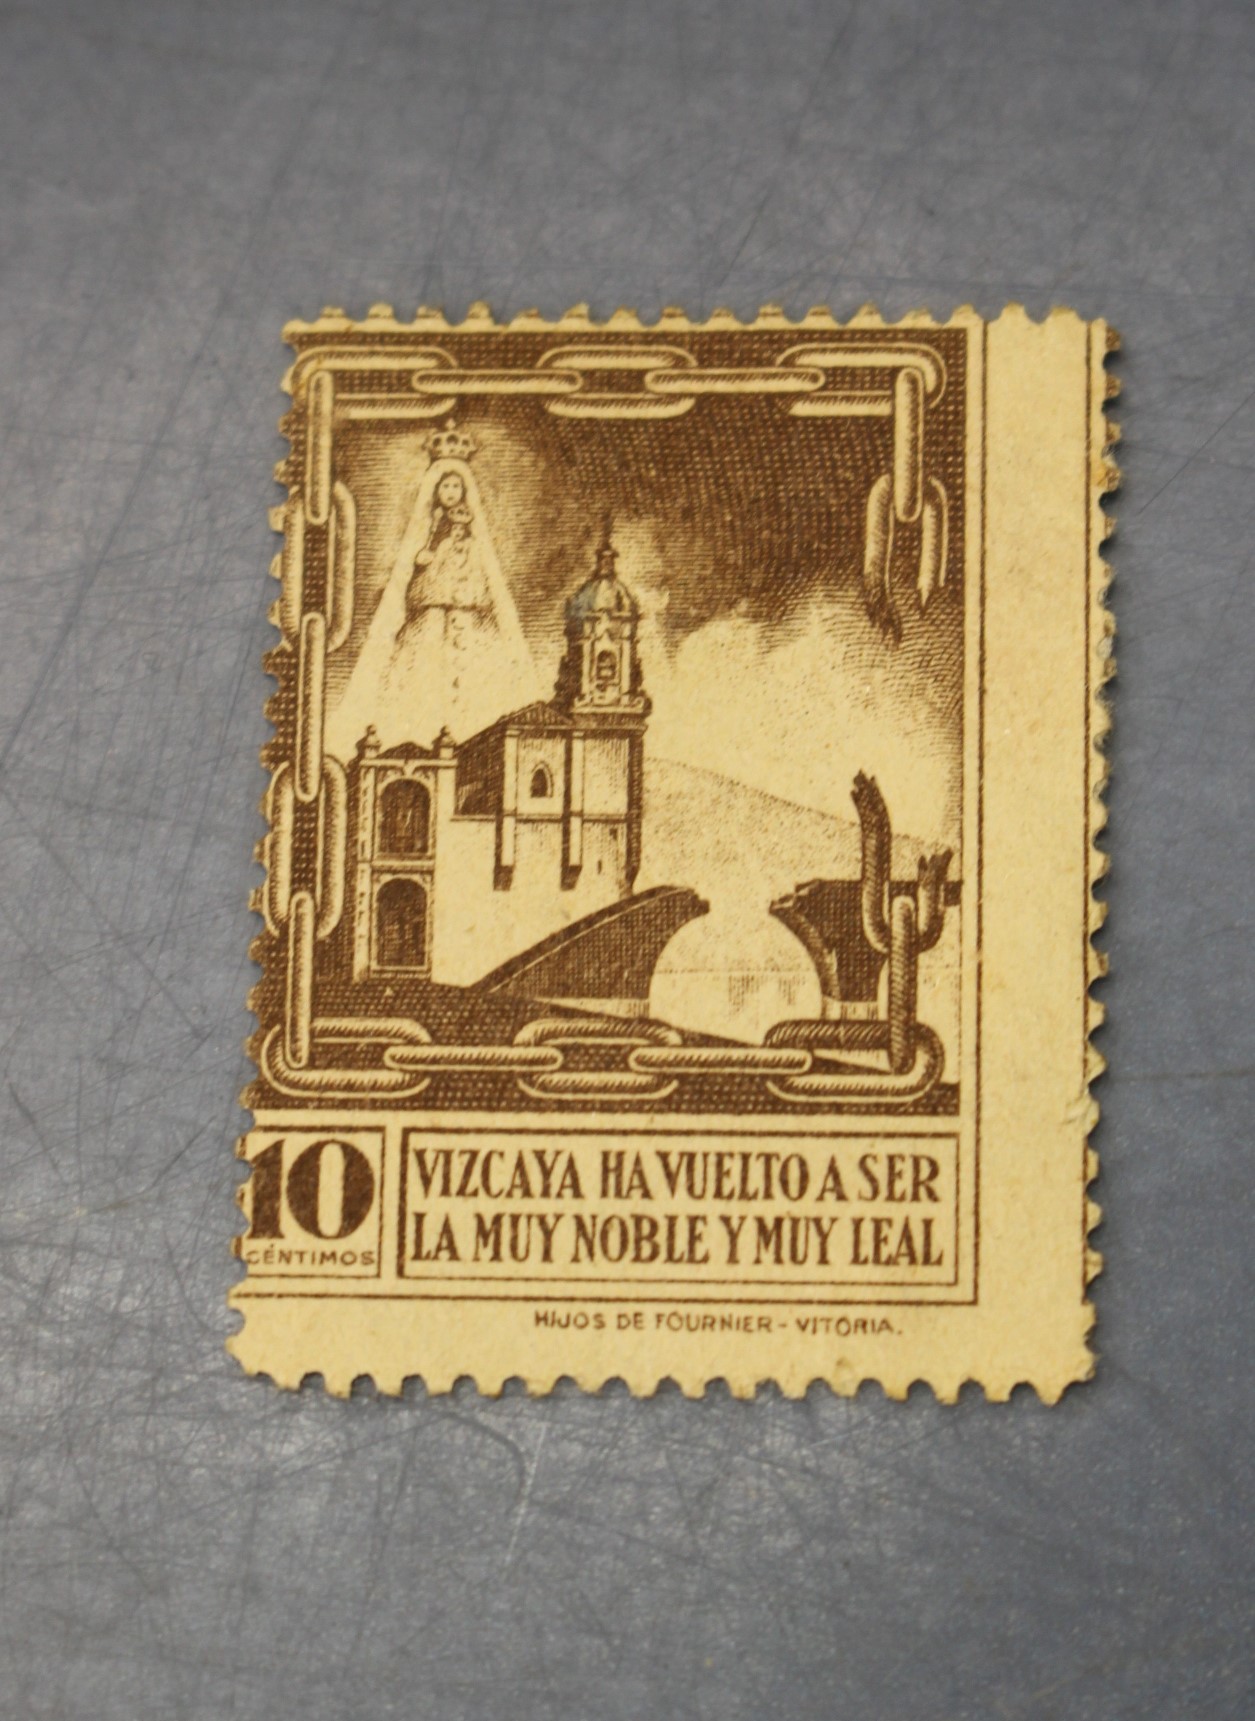 10
CÉNTIMOS
VIZCAYA HA VUELTO A SER
LA MUY NOBLE Y MUY LEAL
HIJOS DE FOURNIER - VITORIA.